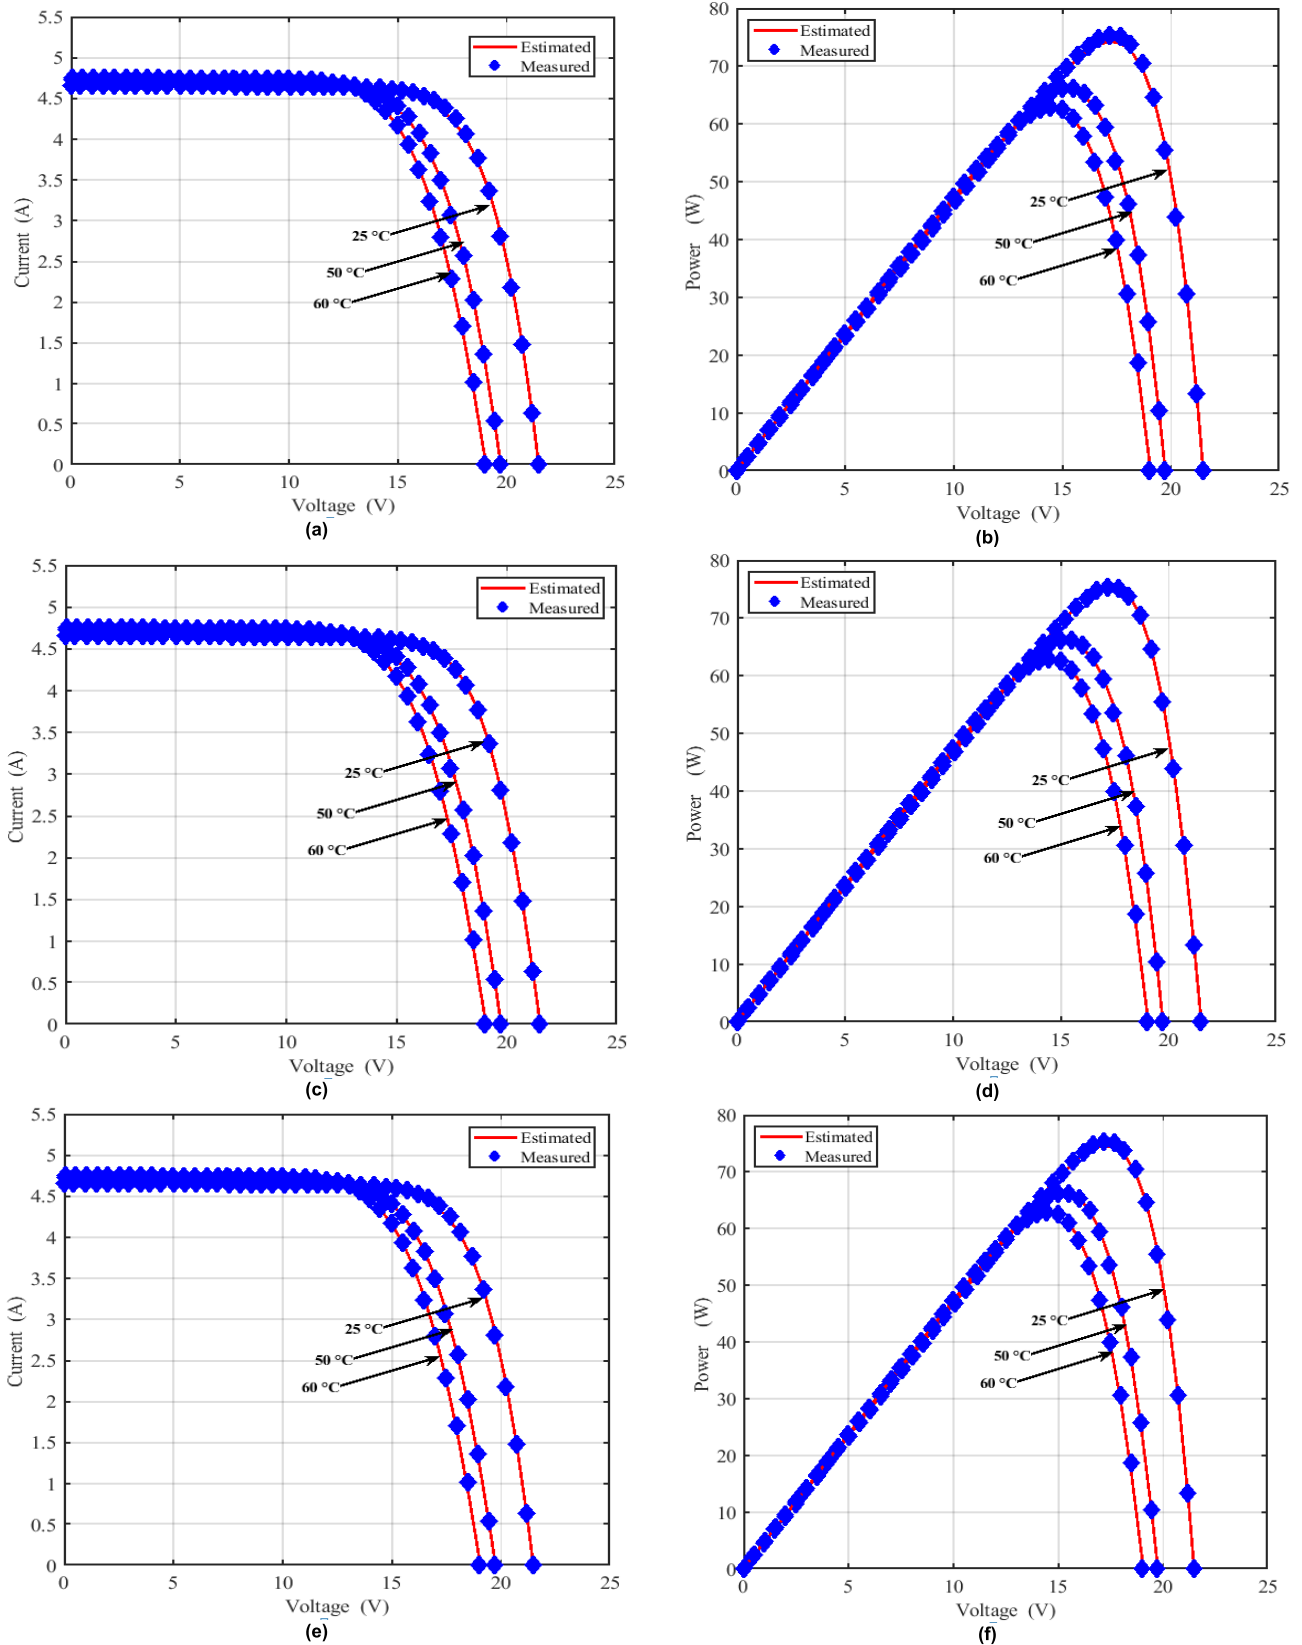 5.5
5
4.5
4
3.5
3
2.5
2
1.5
1
0.5
0
Current (A)
Estimated
Measured
25 °C
50 °C
60 °C
0 5 10 15 20 25
Voltage (V)
(a)
80
70
60
50
40
30
20
10
0
Power (W)
Estimated
Measured
25 °C
50 °C
60 °C
0 5 10 15 20 25
Voltage (V)
(b)
5.5
5
4.5
4
3.5
3
2.5
2
1.5
1
0.5
0
Current (A)
Estimated
Measured
25 °C
50 °C
60 °C
0 5 10 15 20 25
Voltage (V)
(c)
80
70
60
50
40
30
20
10
0
Power (W)
Estimated
Measured
25 °C
50 °C
60 °C
0 5 10 15 20 25
Voltage (V)
(d)
5.5
5
4.5
4
3.5
3
2.5
2
1.5
1
0.5
0
Current (A)
Estimated
Measured
25 °C
50 °C
60 °C
0 5 10 15 20 25
Voltage (V)
(e)
80
70
60
50
40
30
20
10
0
Power (W)
Estimated
Measured
25 °C
50 °C
60 °C
0 5 10 15 20 25
Voltage (V)
(f)